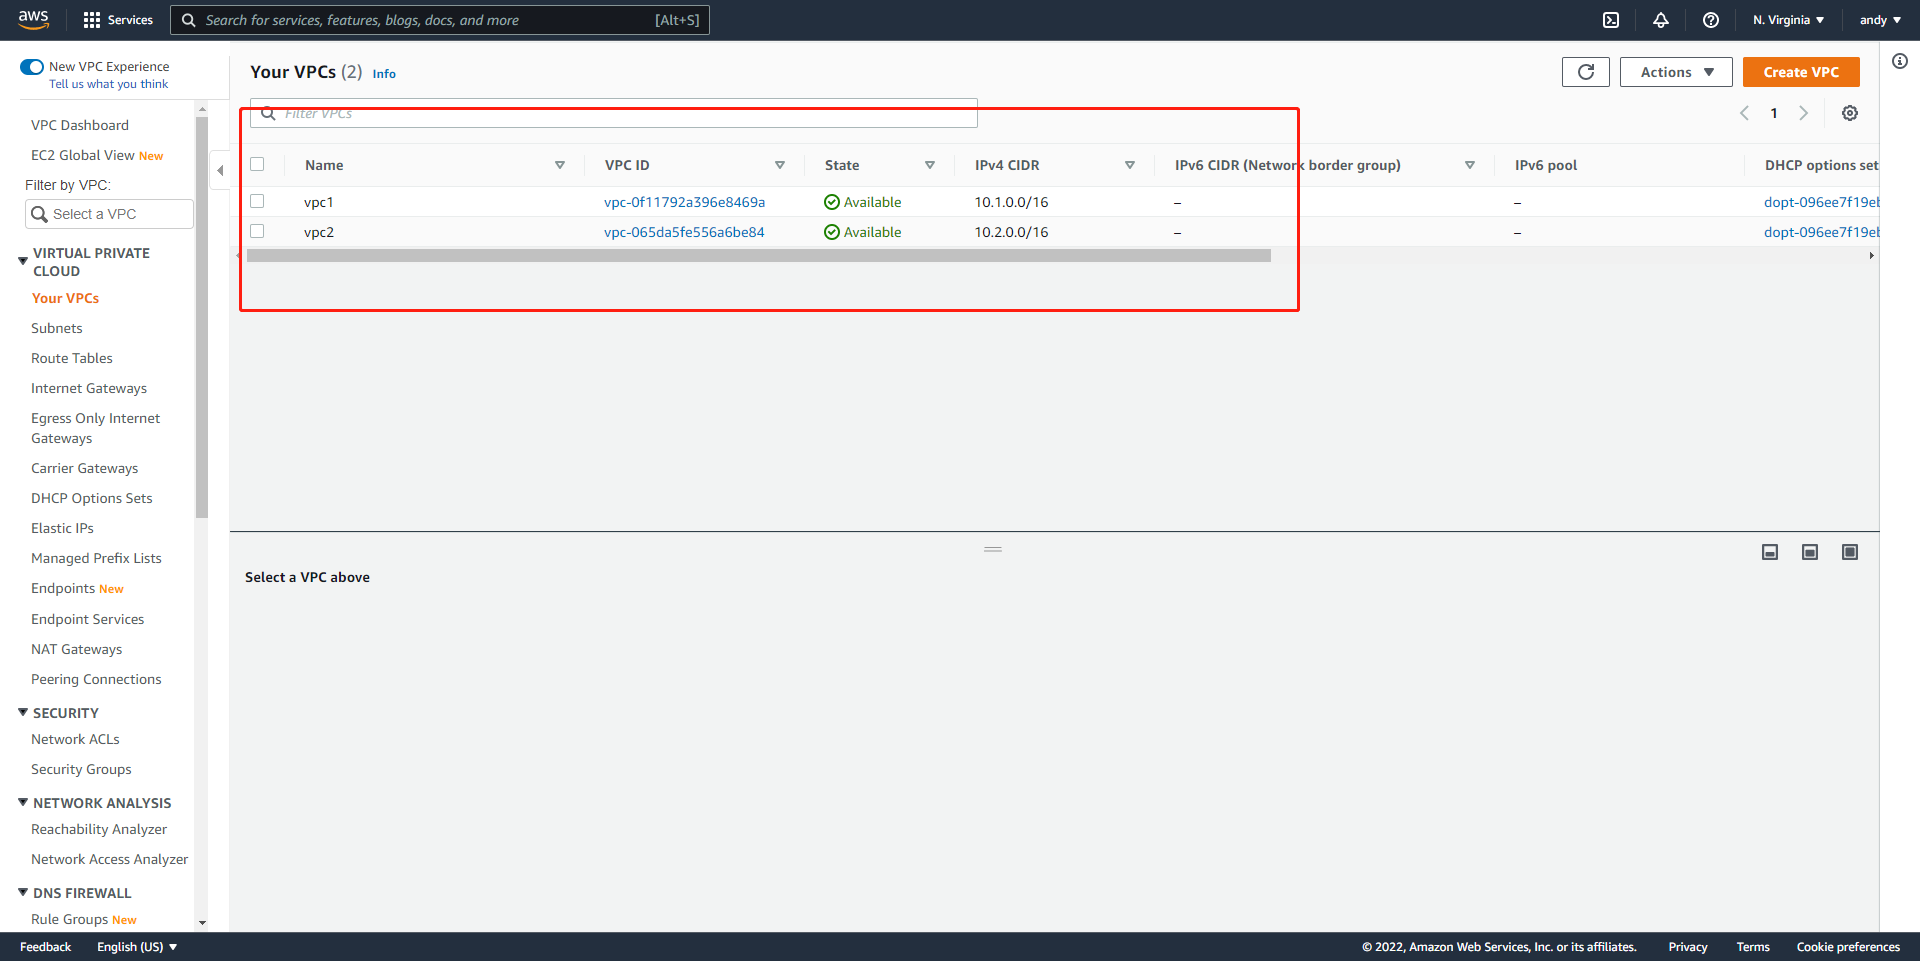 aws
Services
Search for services, features, blogs, docs, and more
[Alt+S]
N. Virginia
andy
New VPC Experience
Tell us what you think
VPC Dashboard
EC2 Global View New
Filter by VPC:
Select a VPC
VIRTUAL PRIVATE
CLOUD
Your VPCs
Subnets
Route Tables
Internet Gateways
Egress Only Internet
Gateways
Carrier Gateways
DHCP Options Sets
Elastic IPs
Managed Prefix Lists
Endpoints New
Endpoint Services
NAT Gateways
Peering Connections
SECURITY
Network ACLs
Security Groups
NETWORK ANALYSIS
Reachability Analyzer
Network Access Analyzer
DNS FIREWALL
Rule Groups New
Your VPCs (2) Info
Actions
Create VPC
Filter VPCs
1
Name VPC ID State IPv4 CIDR IPv6 CIDR (Network border group) IPv6 pool DHCP options set
vpc1 vpc-0f11792a396e8469a Available 10.1.0.0/16 – – dopt-096ee7f19eb
vpc2 vpc-065da5fe556a6be84 Available 10.2.0.0/16 – – dopt-096ee7f19eb
Select a VPC above
Feedback
English (US)
© 2022, Amazon Web Services, Inc. or its affiliates.
Privacy
Terms
Cookie preferences